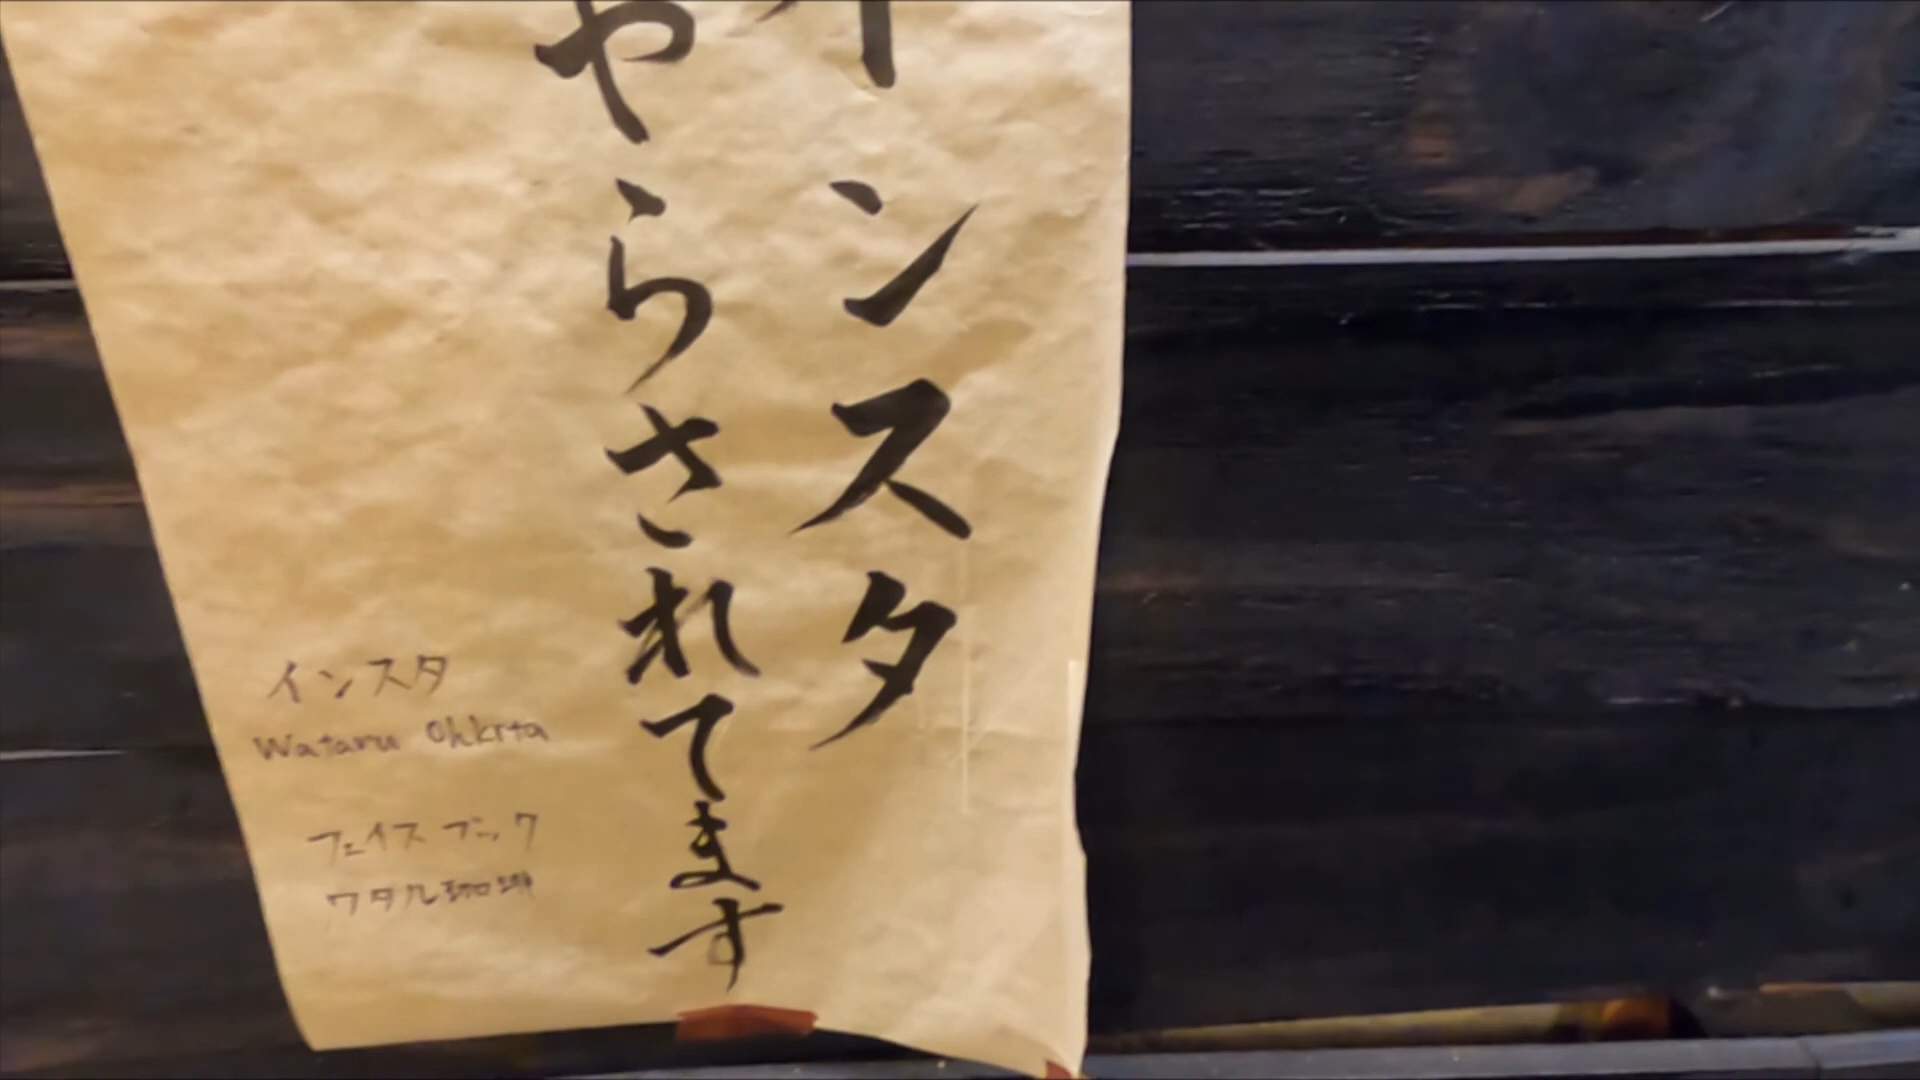 インスタ
やらされてます
インスタ
Wataru Ohkita
フェイスブック
ワタル珈琲